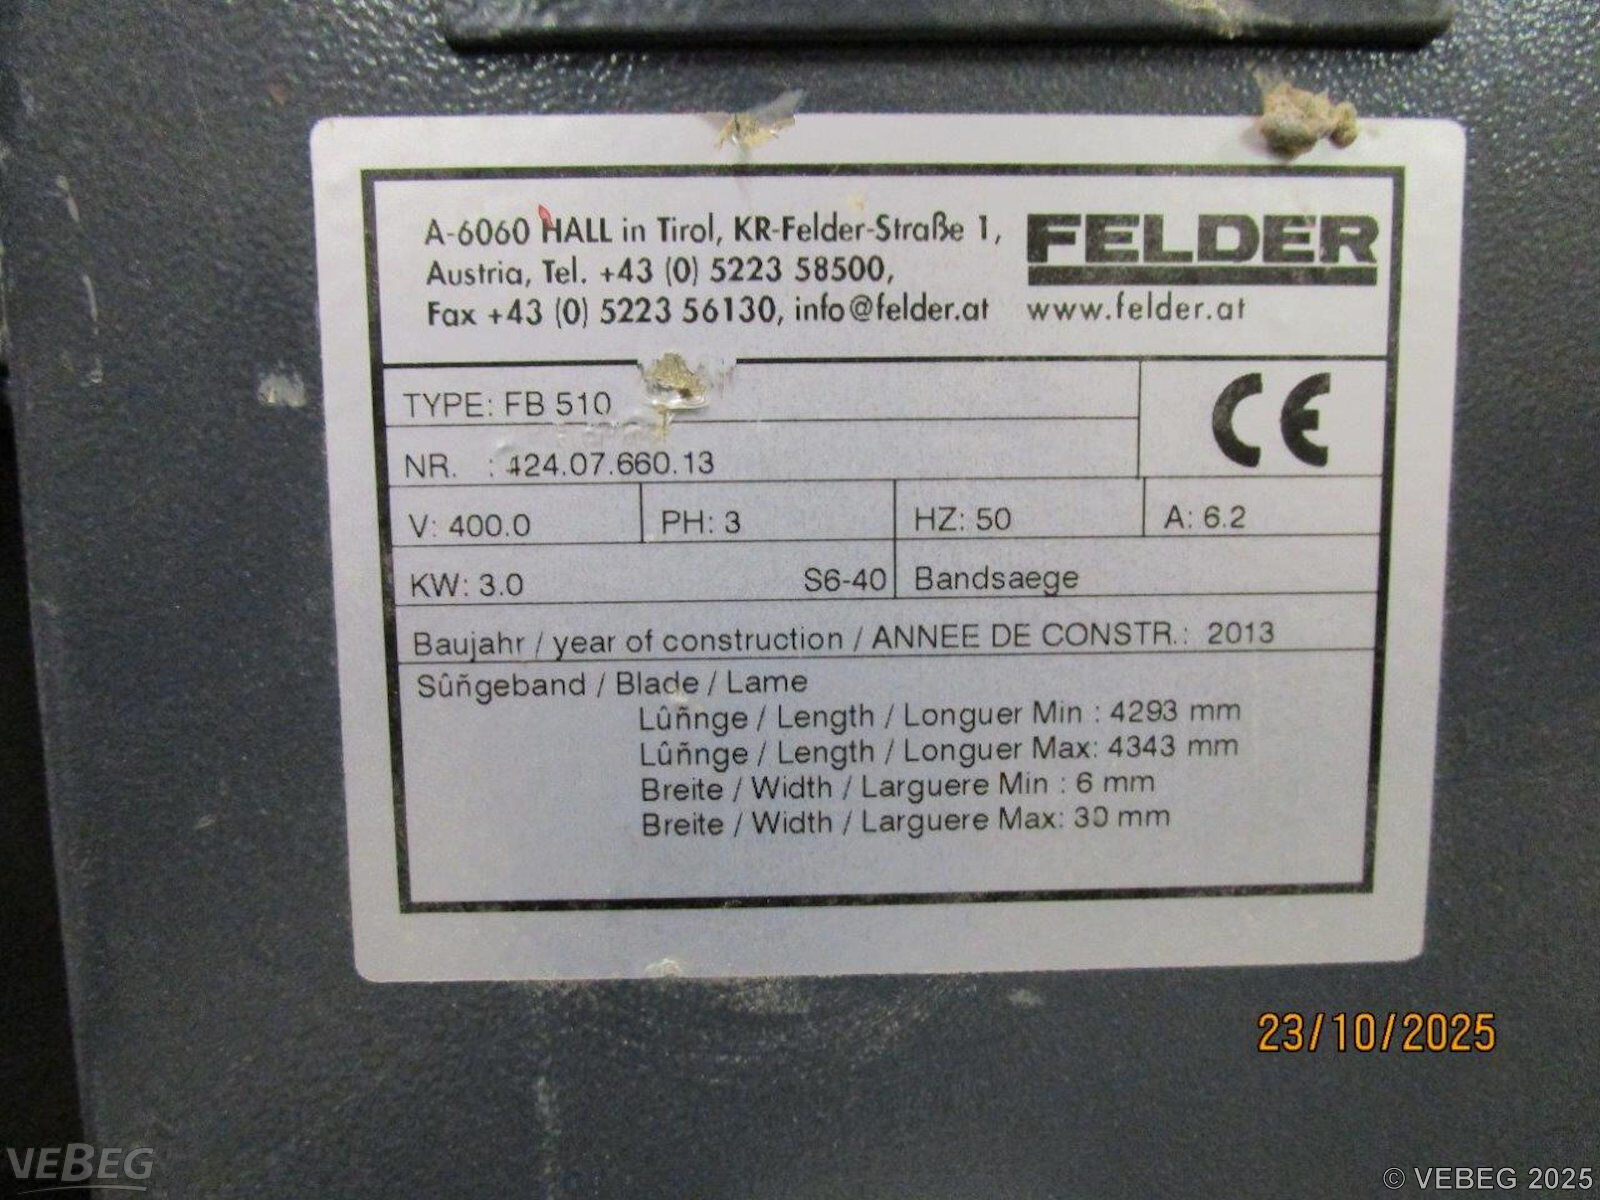 A-6060 HALL in Tirol, KR-Felder-Straße 1,
Austria, Tel. +43 (0) 5223 58500,
Fax +43 (0) 5223 56130, info@felder.at
FELDER
www.felder.at
TYPE: FB 510
CE
NR. : 424.07.660.13
V: 400.0 PH: 3 HZ: 50 A: 6.2
KW: 3.0 S6-40 Bandsaege
Baujahr / year of construction / ANNEE DE CONSTR.: 2013
Sûñgeband / Blade / Lame
Lûñnge / Length / Longuer Min : 4293 mm
Lûñnge / Length / Longuer Max: 4343 mm
Breite / Width / Larguere Min : 6 mm
Breite / Width / Larguere Max: 30 mm
23/10/2025
VEBEG
© VEBEG 2025